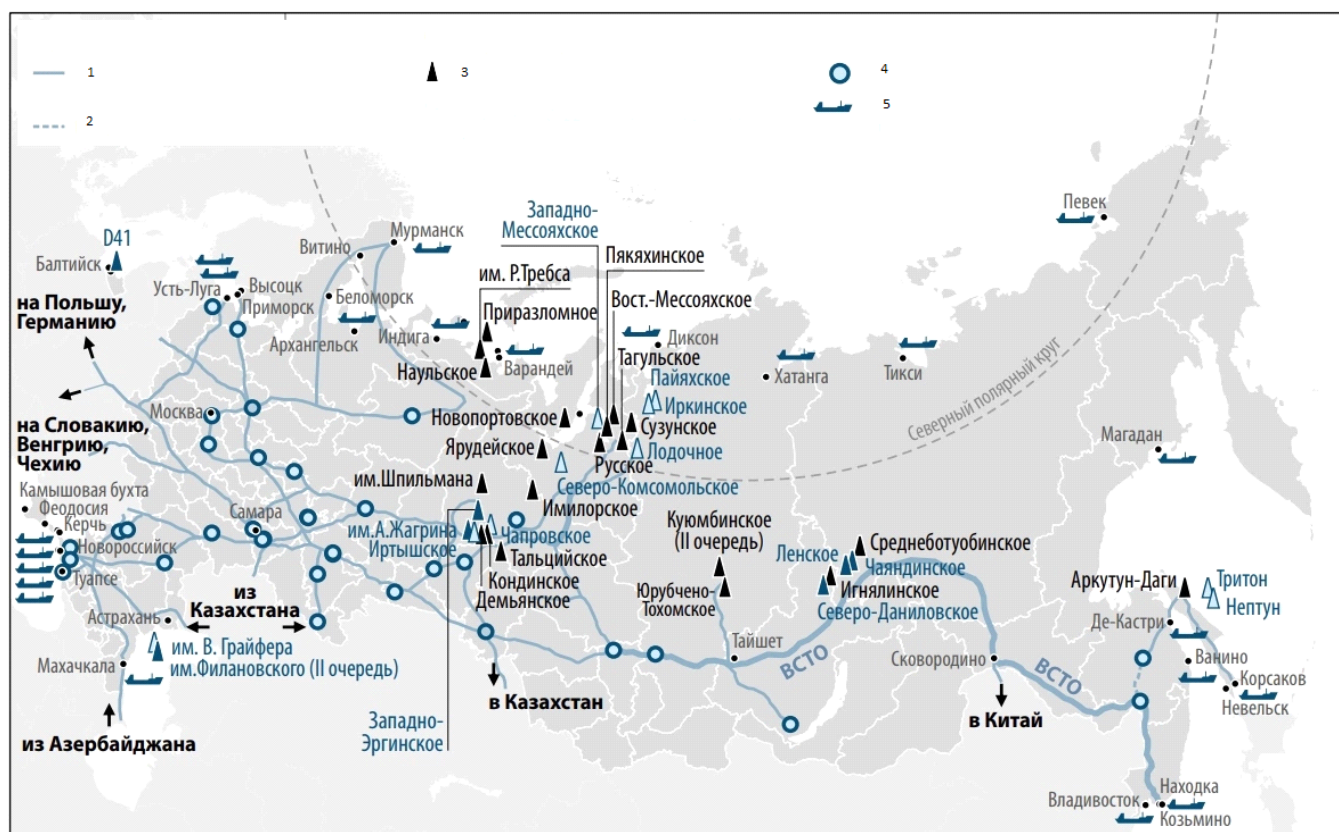 1
3
4
5
2
Певек
Западно-
Мессояхское
Мурманск
D41
Витино
Пякяхинское
Балтийск
им. Р.Требса
Высоцк
Усть-Луга
Беломорск
Вост.-Мессояхское
на Польшу,
Германию
Приморск
Приразломное
Диксон
Архангельск
Индига
Тагульское
Наульское
Варандей
Хатанга
Тикси
Пайяхское
Северный полярный круг
Москва
Новопортовское
Иркинское
на Словакию,
Венгрию,
Чехию
Сузунское
Магадан
Ярудейское
Русское
Лодочное
им.Шпильмана
Северо-Комсомольское
Камышовая бухта
Феодосия
Керчь
Самара
Имилорское
Новороссийск
им.А.Жагрина
Чапровское
Куюмбинское
(II очередь)
Иртышское
Тальцийское
Ленское
Среднеботуобинское
Чаяндинское
Туапсе
Кондинское
Игнялинское
Аркутун-Даги
Тритон
из
Казахстана
Демьянское
Юрубчено-
Тохомское
Северо-Даниловское
Нептун
Астрахань
Де-Кастри
им. В. Грайфера
им.Филановского (II очередь)
Тайшет
Сковородино
Ванино
Махачкала
ВСТО
ВСТО
Корсаков
Невельск
в Казахстан
Западно-
Эргинское
в Китай
из Азербайджана
Находка
Владивосток
Козьмино